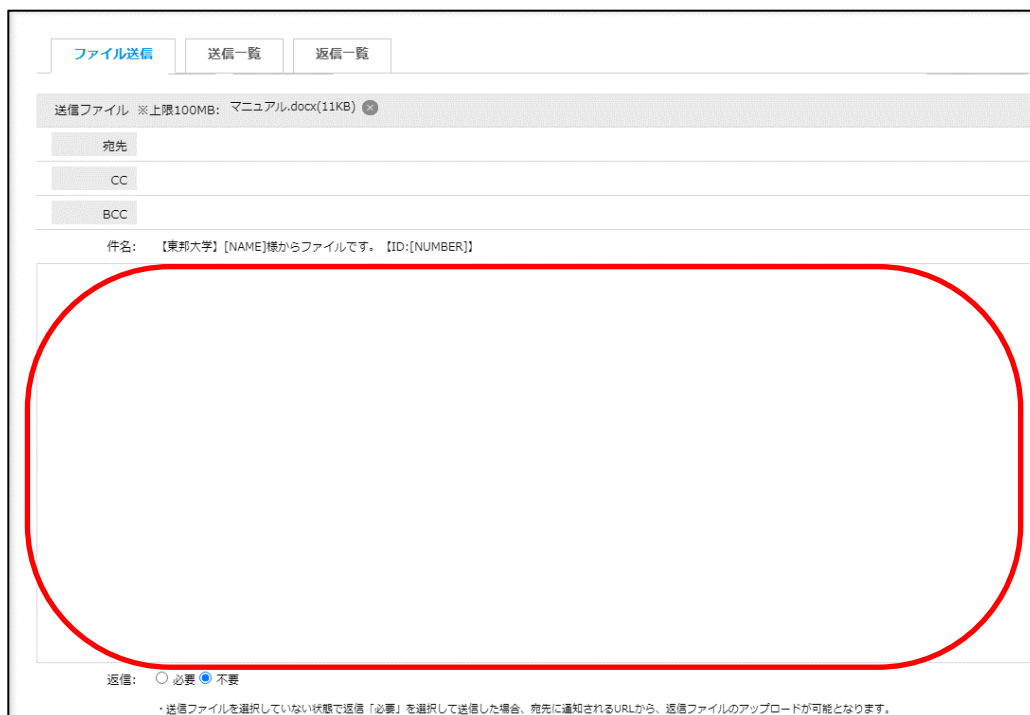 ファイル送信 送信一覧 返信一覧
送信ファイル ※上限100MB: マニュアル.docx(11KB)
宛先
CC
BCC
件名: 【東邦大学】[NAME]様からファイルです。【ID:[NUMBER]】
返信: 必要 不要
・送信ファイルを選択していない状態で返信「必要」を選択して送信した場合、宛先に通知されるURLから、返信ファイルのアップロードが可能となります。